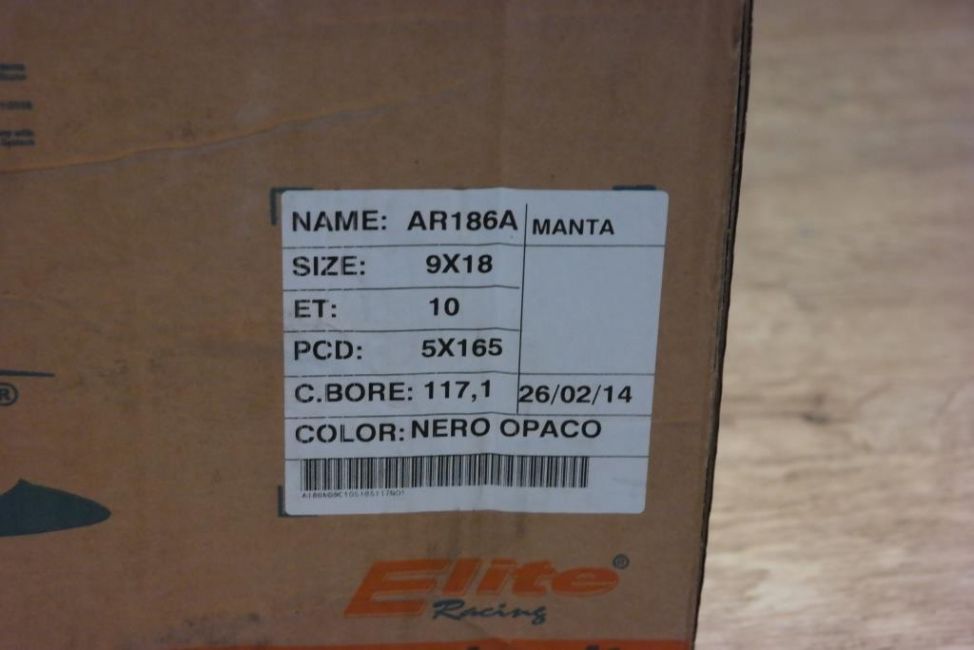 NAME: AR186A MANTA
SIZE: 9X18
ET: 10
PCD: 5X165
C.BORE: 117,1 26/02/14
COLOR: NERO OPACO
Elite®
Racing
®